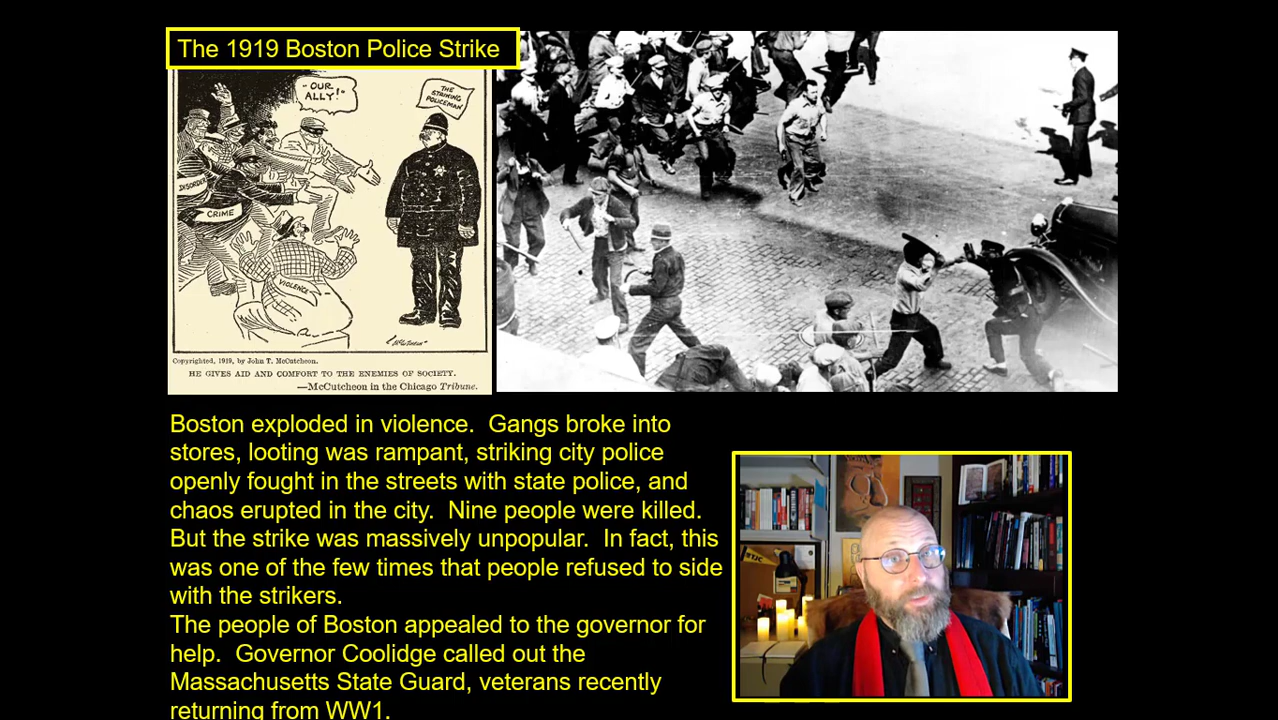 The 1919 Boston Police Strike
"OUR
ALLY!"
THE
STRIKING
POLICEMAN
DISORDER
CRIME
VIOLENCE
Copyrighted, 1919, by John T. McCutcheon.
HE GIVES AID AND COMFORT TO THE ENEMIES OF SOCIETY.
—McCutcheon in the Chicago Tribune.
Boston exploded in violence.  Gangs broke into
stores, looting was rampant, striking city police
openly fought in the streets with state police, and
chaos erupted in the city.  Nine people were killed.
But the strike was massively unpopular.  In fact, this
was one of the few times that people refused to side
with the strikers.
The people of Boston appealed to the governor for
help.  Governor Coolidge called out the
Massachusetts State Guard, veterans recently
returning from WW1.